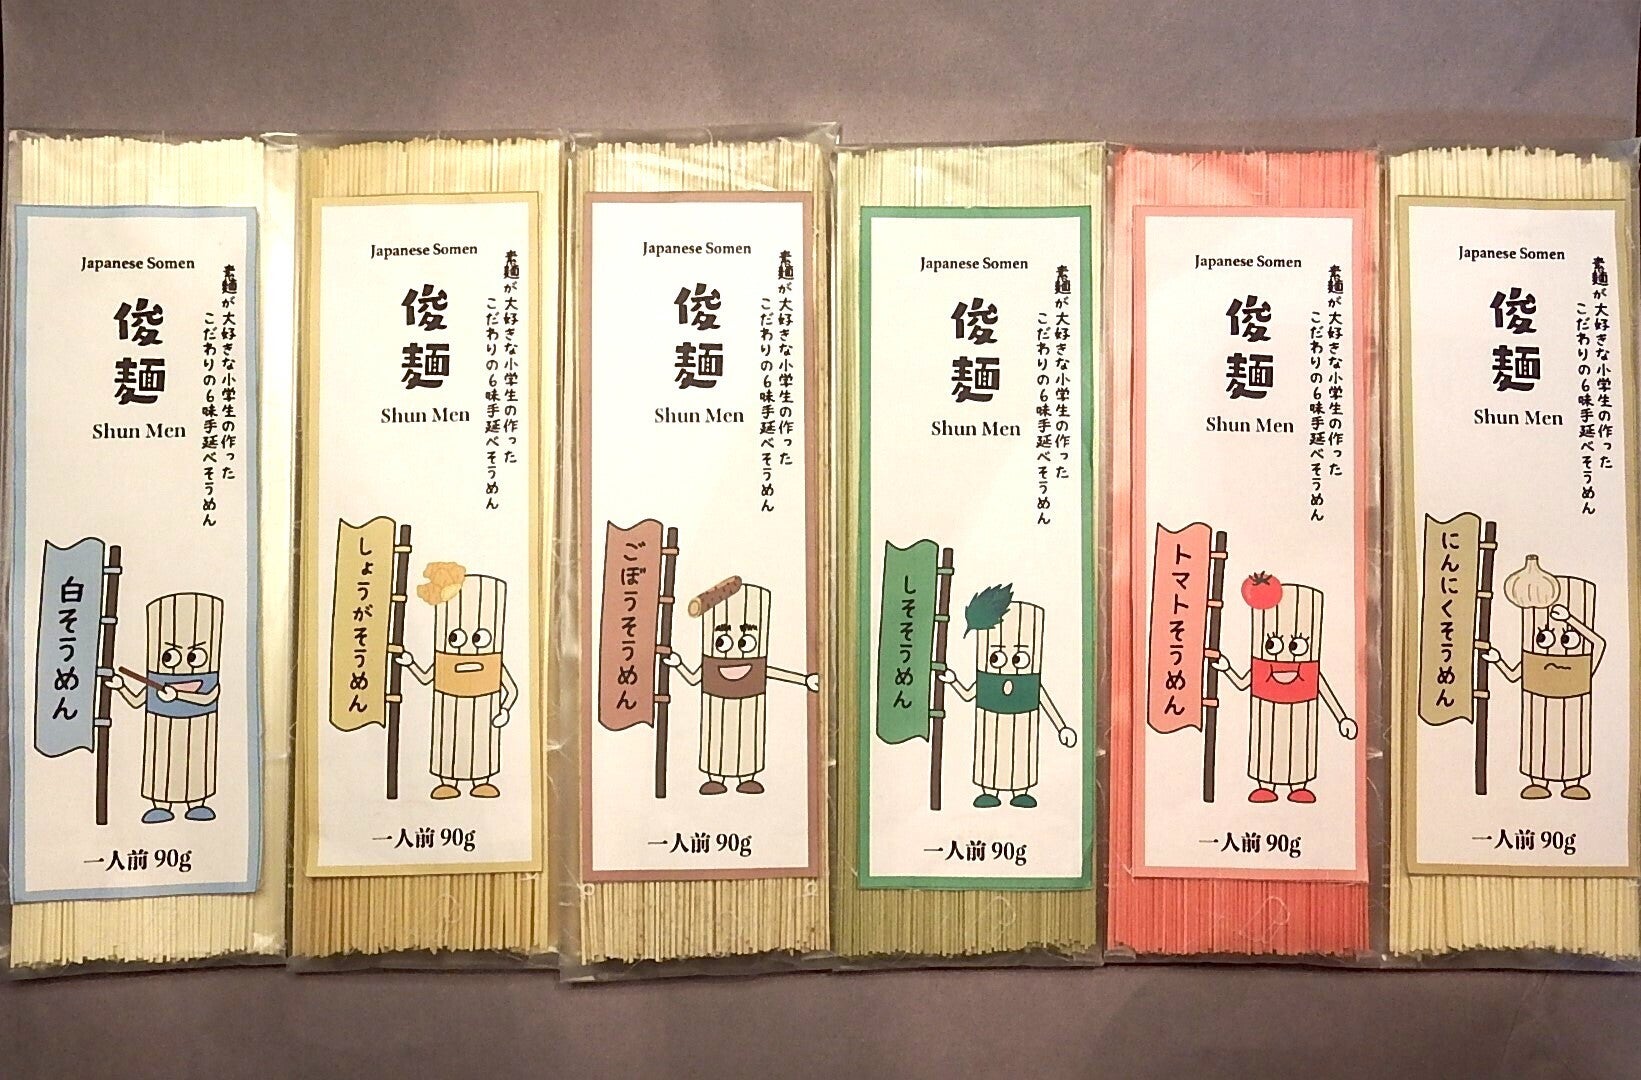 Japanese Somen
俊麺
Shun Men
素麺が大好きな小学生の作った
こだわりの6味手延べそうめん
白そうめん
一人前 90g
Japanese Somen
俊麺
Shun Men
素麺が大好きな小学生の作った
こだわりの6味手延べそうめん
しょうがそうめん
一人前 90g
Japanese Somen
俊麺
Shun Men
素麺が大好きな小学生の作った
こだわりの6味手延べそうめん
ごぼうそうめん
一人前 90g
Japanese Somen
俊麺
Shun Men
素麺が大好きな小学生の作った
こだわりの6味手延べそうめん
しそそうめん
一人前 90g
Japanese Somen
俊麺
Shun Men
素麺が大好きな小学生の作った
こだわりの6味手延べそうめん
トマトそうめん
一人前 90g
Japanese Somen
俊麺
Shun Men
素麺が大好きな小学生の作った
こだわりの6味手延べそうめん
にんにくそうめん
一人前 90g